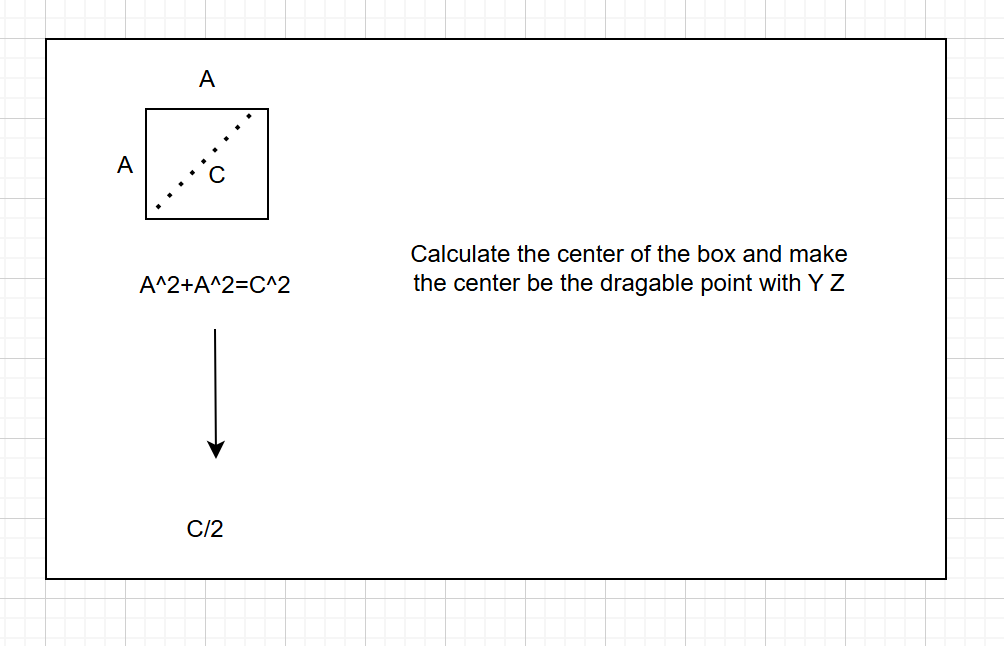 A
A
C
A^2+A^2=C^2
Calculate the center of the box and make
the center be the dragable point with Y Z
C/2